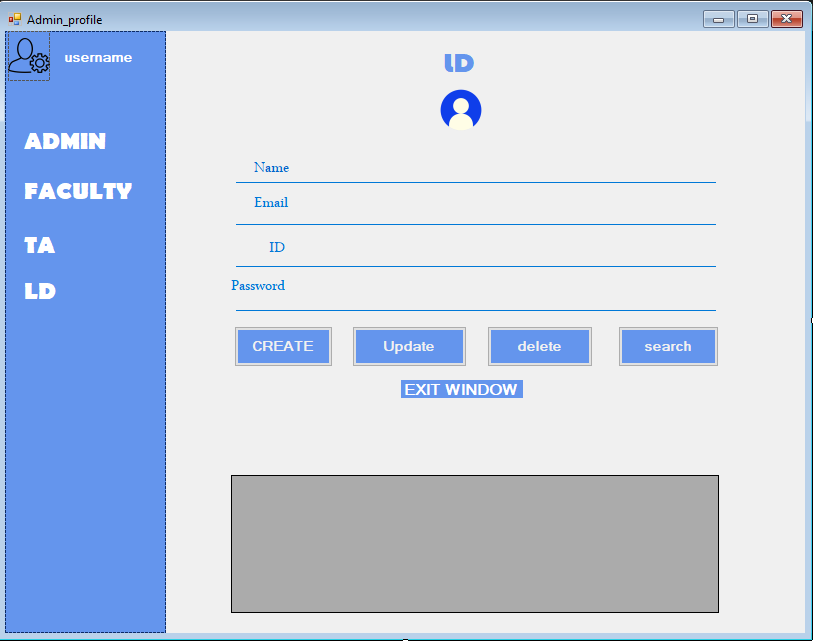 Admin_profile
username
ADMIN
FACULTY
TA
LD
LD
Name
Email
ID
Password
CREATE
Update
delete
search
EXIT WINDOW